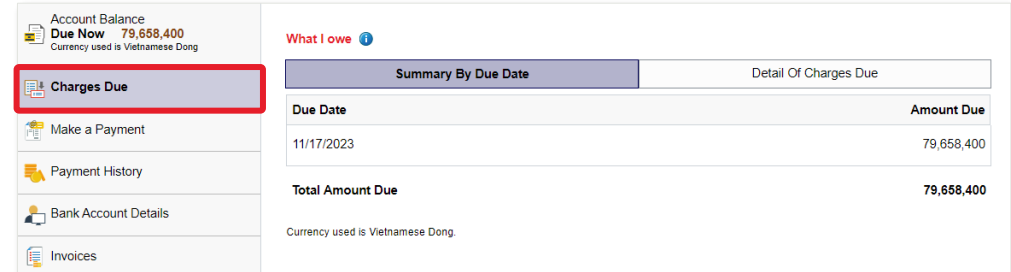 Account Balance
Due Now 79,658,400
Currency used is Vietnamese Dong
Charges Due
Make a Payment
Payment History
Bank Account Details
Invoices
What I owe
Summary By Due Date Detail Of Charges Due
Due Date Amount Due
11/17/2023 79,658,400
Total Amount Due 79,658,400
Currency used is Vietnamese Dong.